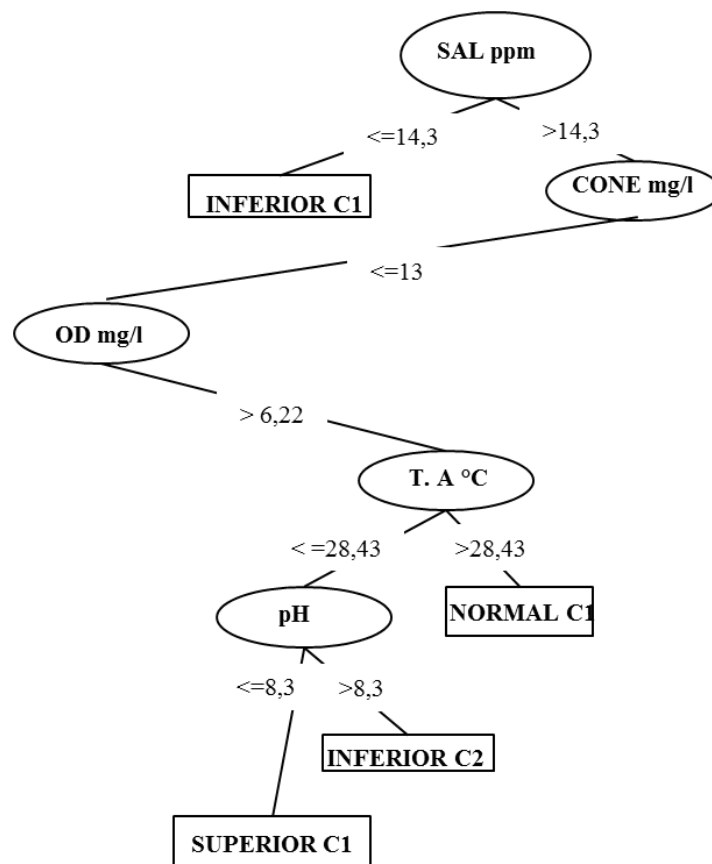 SAL ppm
<=14,3
>14,3
INFERIOR C1
CONE mg/l
<=13
OD mg/l
> 6,22
T. A °C
< =28,43
>28,43
pH
NORMAL C1
<=8,3
>8,3
INFERIOR C2
SUPERIOR C1